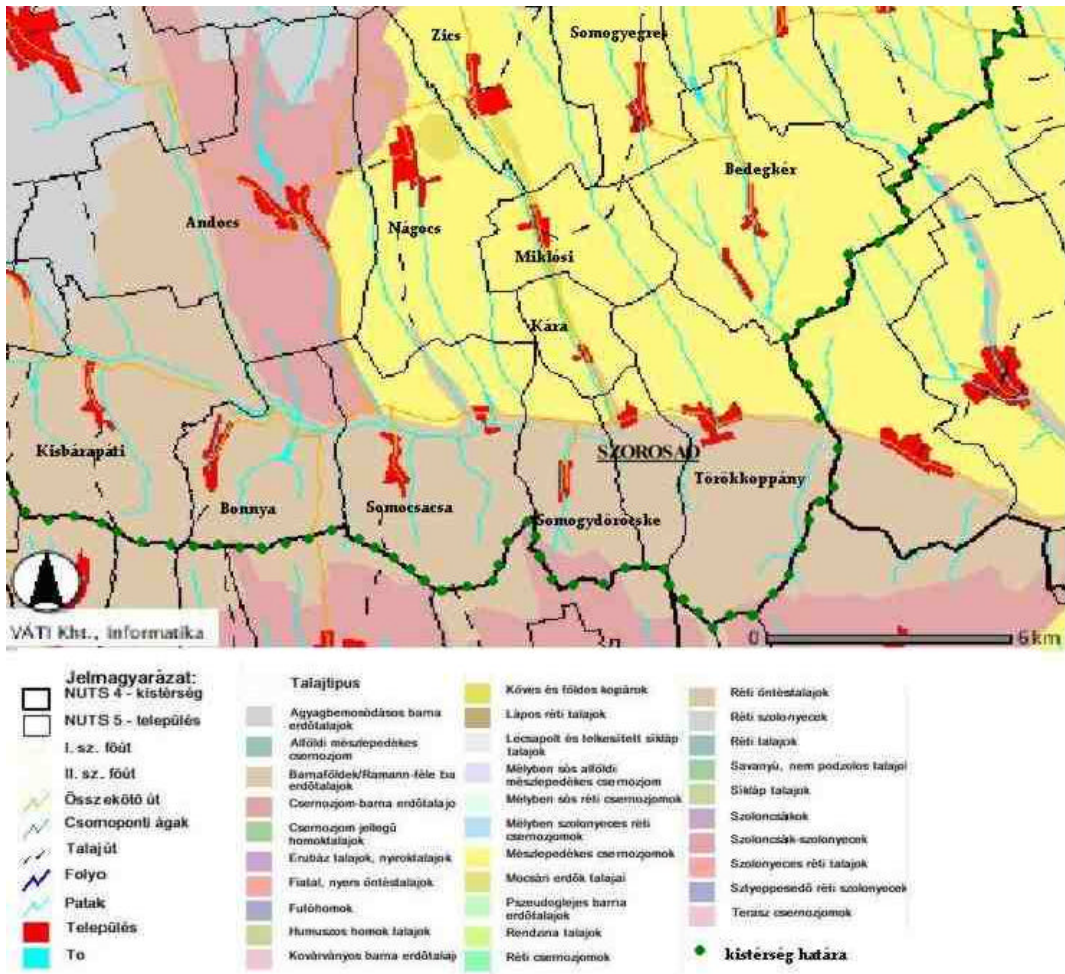 Zics
Somogyegres
Bedegkér
Andocs
Nágocs
Miklósi
Kára
Kisbárapáti
SZOROSAD
Törökkoppány
Bonnya
Somocsacsa
Somogydöröcske
VÁTI Kht., Informatika
0 6 km
Jelmagyarázat:
NUTS 4 - kistérség
NUTS 5 - település
I. sz. főút
II. sz. főút
Összekötő út
Csomoponti ágak
Talajút
Folyo
Patak
Település
To
Talajtipus
Agyagbemosódásos barna
erdőtalajok
Alföldi mészlepedékes
csernozjom
Barnaföldek/Ramann-féle ba
erdőtalajok
Csernozjom-barna erdőtalajo
Csernozjom jellegű
homoktalajok
Erubáz talajok, nyiroktalajok
Fiatal, nyers öntéstalajok
Futóhomok
Humuszos homok talajok
Kovárványos barna erdőtalaj
Köves és földes kopárok
Lápos réti talajok
Lecsapolt és telkesített síkláp
talajok
Mélyben sós alföldi
mészlepedékes csernozjom
Mélyben sós réti csernozjomok
Mélyben szolonyeces réti
csernozjomok
Mészlepedékes csernozjomok
Mocsári erdők talajai
Pszeudoglejes barna
erdőtalajok
Rendzina talajok
Réti csernozjomok
Réti öntéstalajok
Réti szolonyecek
Réti talajok
Savanyú, nem podzolos talajo
Síkláp talajok
Szoloncsákok
Szoloncsák-szolonyecek
Szolonyeces réti talajok
Sztyeppesedő réti szolonyecek
Terasz csernozjomok
kistérség határa